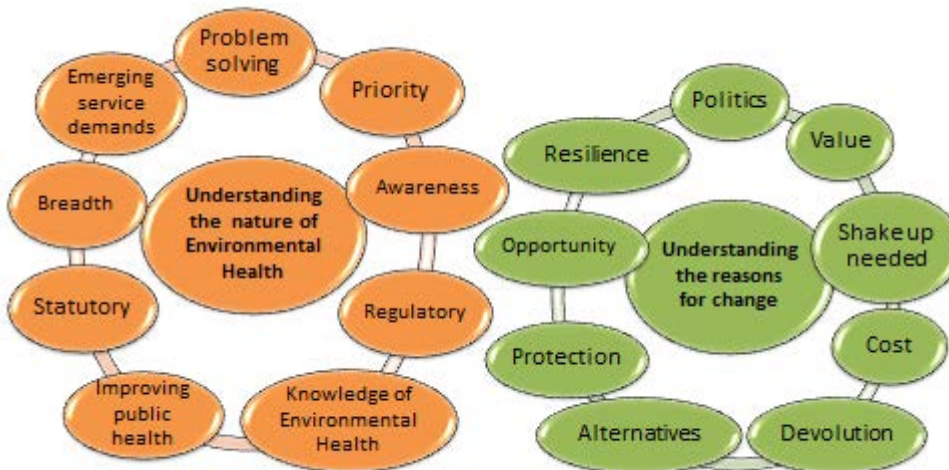 Problem
solving
Priority
Awareness
Regulatory
Knowledge of
Environmental
Health
Improving
public
health
Statutory
Breadth
Emerging
service
demands
Understanding
the nature of
Environmental
Health
Politics
Value
Shake up
needed
Cost
Devolution
Alternatives
Protection
Opportunity
Resilience
Understanding
the reasons
for change